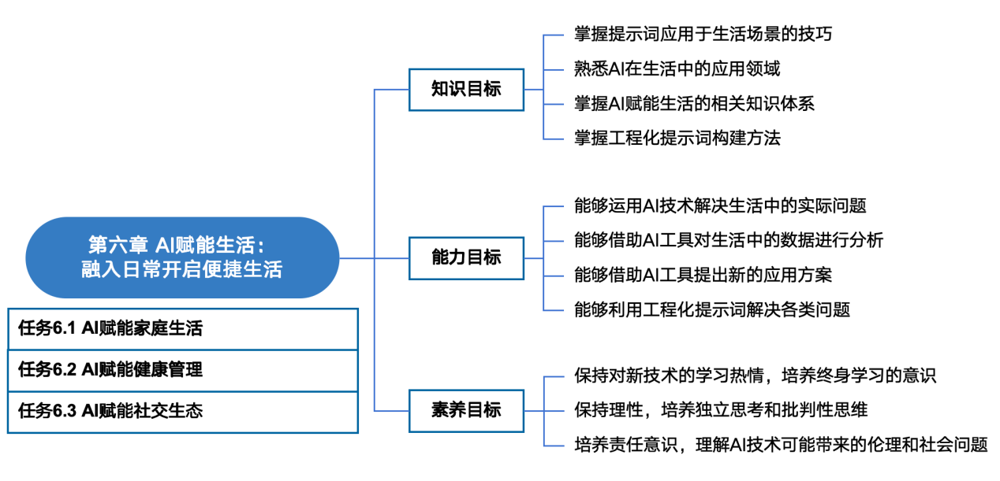 第六章 AI赋能生活：
融入日常开启便捷生活
任务6.1 AI赋能家庭生活
任务6.2 AI赋能健康管理
任务6.3 AI赋能社交生态
知识目标
掌握提示词应用于生活场景的技巧
熟悉AI在生活中的应用领域
掌握AI赋能生活的相关知识体系
掌握工程化提示词构建方法
能力目标
能够运用AI技术解决生活中的实际问题
能够借助AI工具对生活中的数据进行分析
能够借助AI工具提出新的应用方案
能够利用工程化提示词解决各类问题
素养目标
保持对新技术的学习热情，培养终身学习的意识
保持理性，培养独立思考和批判性思维
培养责任意识，理解AI技术可能带来的伦理和社会问题